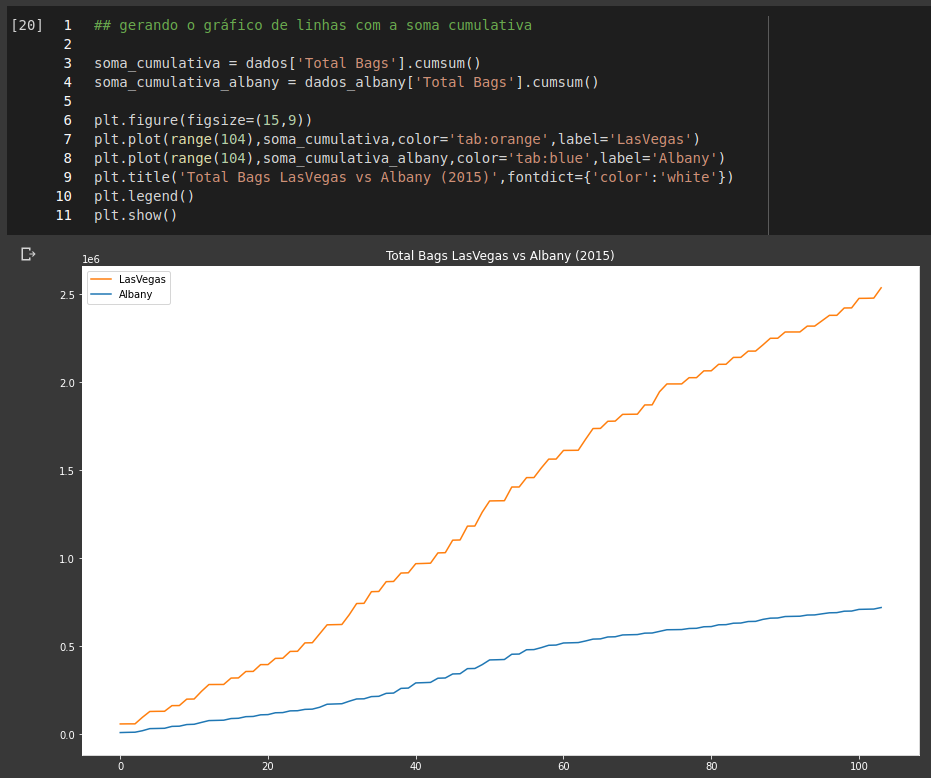 [20] 1 ## gerando o gráfico de linhas com a soma cumulativa
2
3 soma_cumulativa = dados['Total Bags'].cumsum()
4 soma_cumulativa_albany = dados_albany['Total Bags'].cumsum()
5
6 plt.figure(figsize=(15,9))
7 plt.plot(range(104),soma_cumulativa,color='tab:orange',label='LasVegas')
8 plt.plot(range(104),soma_cumulativa_albany,color='tab:blue',label='Albany')
9 plt.title('Total Bags LasVegas vs Albany (2015)',fontdict={'color':'white'})
10 plt.legend()
11 plt.show()
Total Bags LasVegas vs Albany (2015)
1e6
LasVegas
Albany
2.5
2.0
1.5
1.0
0.5
0.0
0 20 40 60 80 100